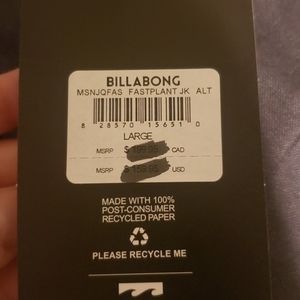 BILLABONG
MSNJQFAS FASTPLANT JK ALT
8 28570 15651 0
LARGE
MSRP CAD
MSRP USD
MADE WITH 100%
POST-CONSUMER
RECYCLED PAPER
PLEASE RECYCLE ME